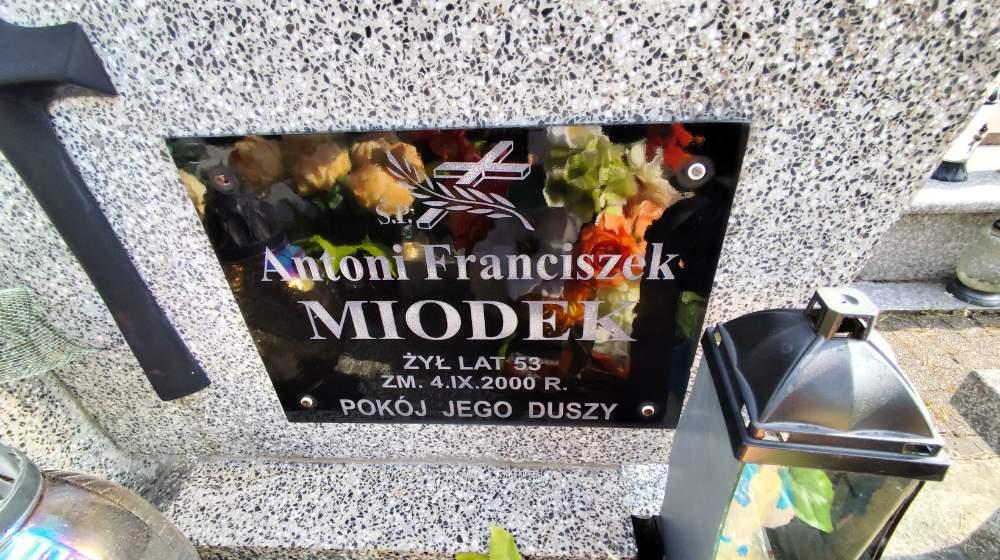 Ś.P.
Antoni Franciszek
MIODEK
ŻYŁ LAT 53
ZM. 4.IX.2000 R.
POKÓJ JEGO DUSZY